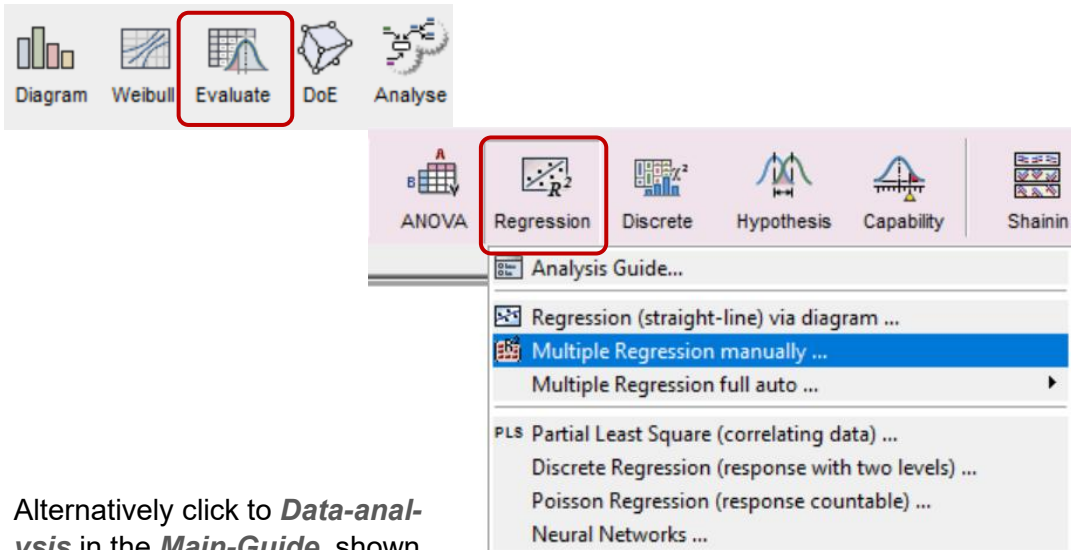 Diagram Weibull Evaluate DoE Analyse
A
B
R²
χ²
ANOVA Regression Discrete Hypothesis Capability Shainin
Analysis Guide...
Regression (straight-line) via diagram ...
Multiple Regression manually ...
Multiple Regression full auto ...
PLS Partial Least Square (correlating data) ...
Discrete Regression (response with two levels) ...
Poisson Regression (response countable) ...
Neural Networks ...
Alternatively click to Data-anal-
ysis in the Main-Guide, shown